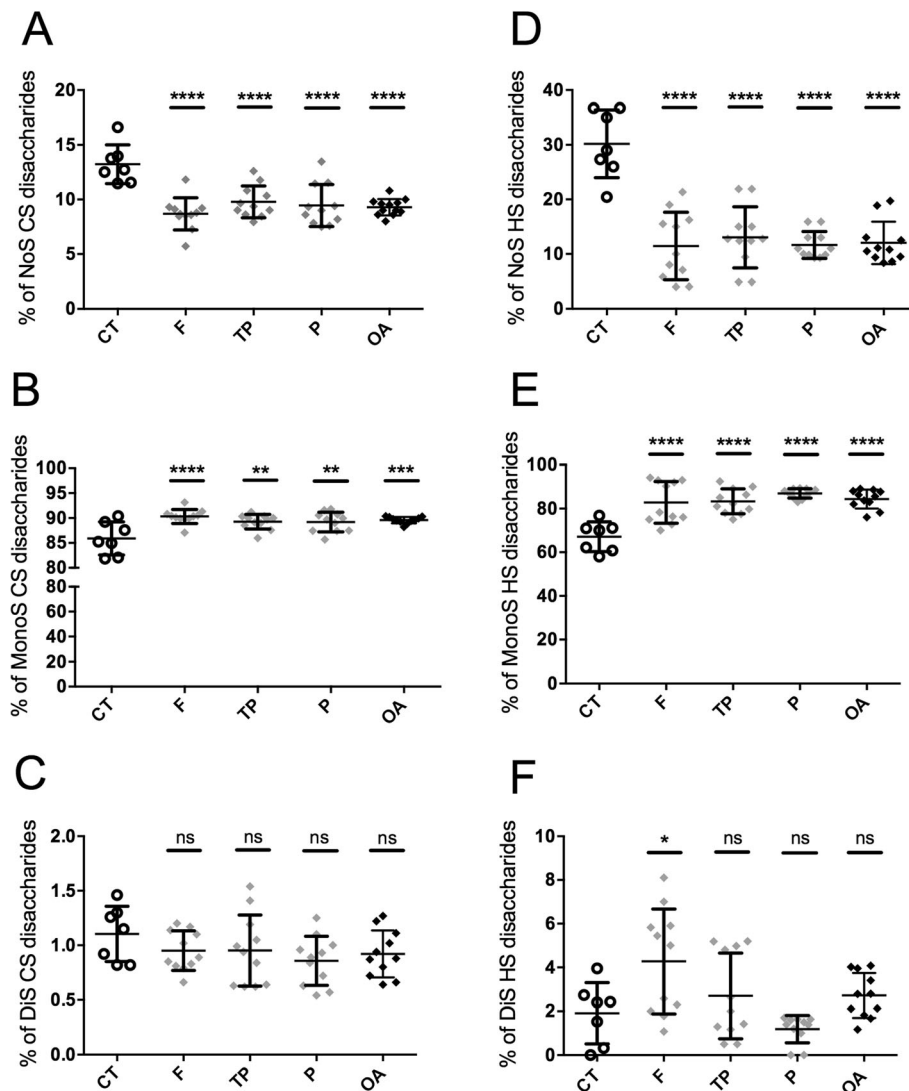 A
% of NoS CS disaccharides
20
15
10
5
0
**** **** **** ****
CT F TP P OA
D
% of NoS HS disaccharides
40
30
20
10
0
**** **** **** ****
CT F TP P OA
B
% of MonoS CS disaccharides
100
95
90
85
80
80
60
40
20
0
**** ** ** ***
CT F TP P OA
E
% of MonoS HS disaccharides
100
80
60
40
20
0
**** **** **** ****
CT F TP P OA
C
% of DiS CS disaccharides
2.0
1.5
1.0
0.5
0.0
ns ns ns ns
CT F TP P OA
F
% of DiS HS disaccharides
10
8
6
4
2
0
* ns ns ns
CT F TP P OA